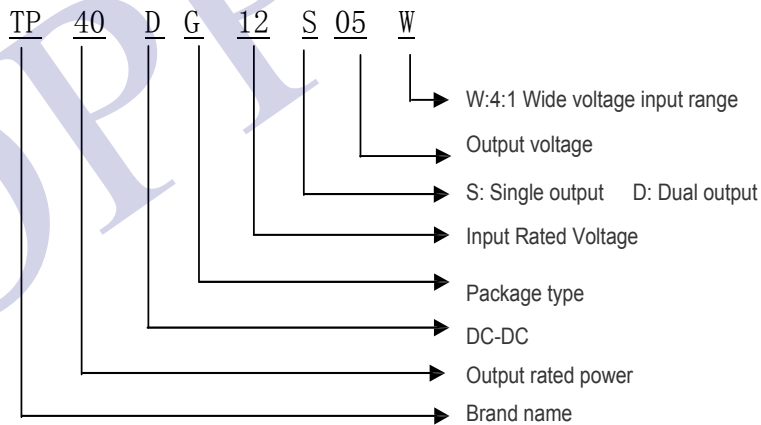 TP 40 D G 12 S 05 W
W:4:1 Wide voltage input range
Output voltage
S: Single output D: Dual output
Input Rated Voltage
Package type
DC-DC
Output rated power
Brand name